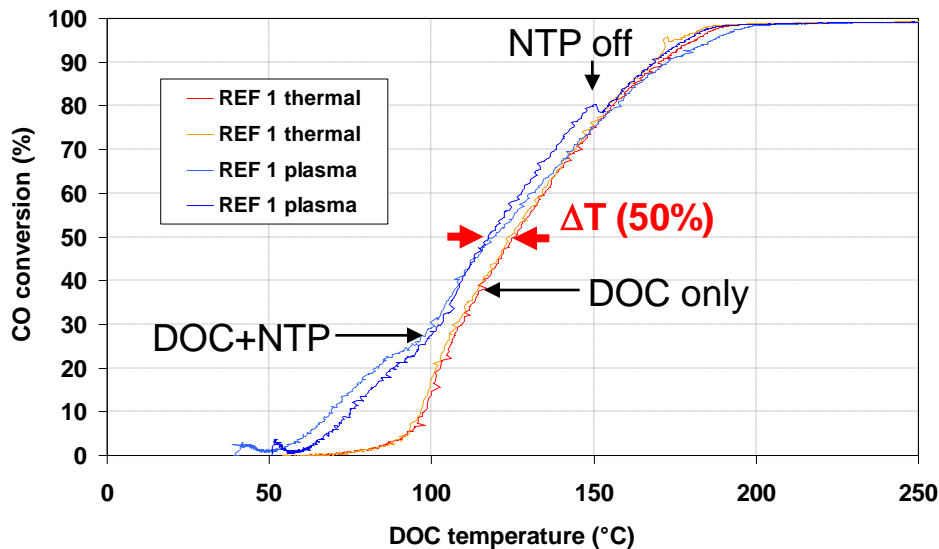 100
90
80
70
60
50
40
30
20
10
0
CO conversion (%)
REF 1 thermal
REF 1 thermal
REF 1 plasma
REF 1 plasma
NTP off
ΔT (50%)
DOC only
DOC+NTP
0
50
100
150
200
250
DOC temperature (°C)